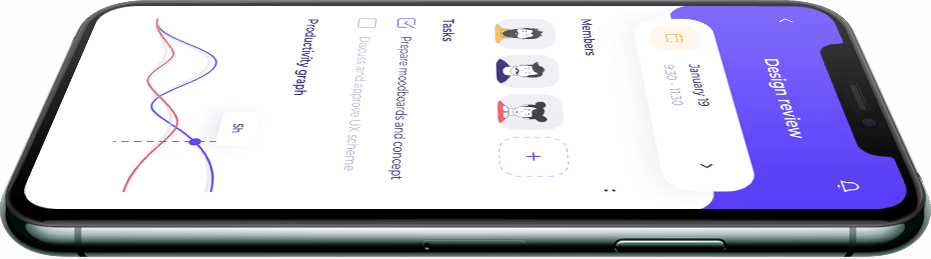 Design review
January 19
9:30 - 11:30
Members
Tasks
Prepare moodboards and concept
Discuss and approve UX scheme
Productivity graph
5h